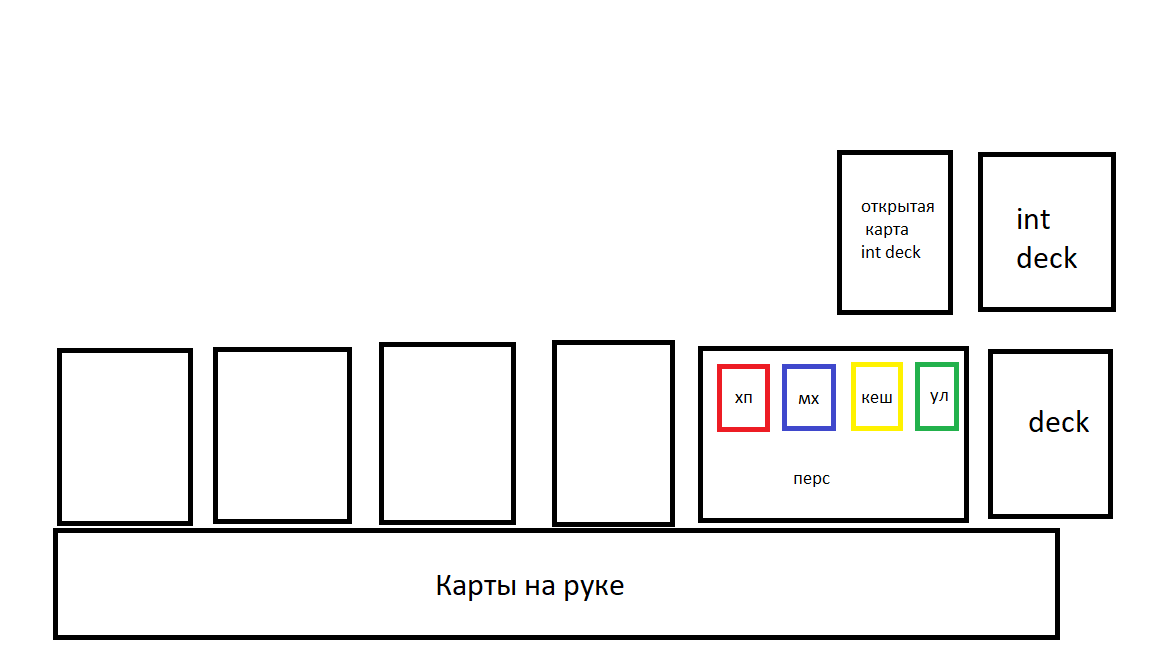 открытая
карта
int deck
int
deck
хп
мх
кеш
ул
перс
deck
Карты на руке